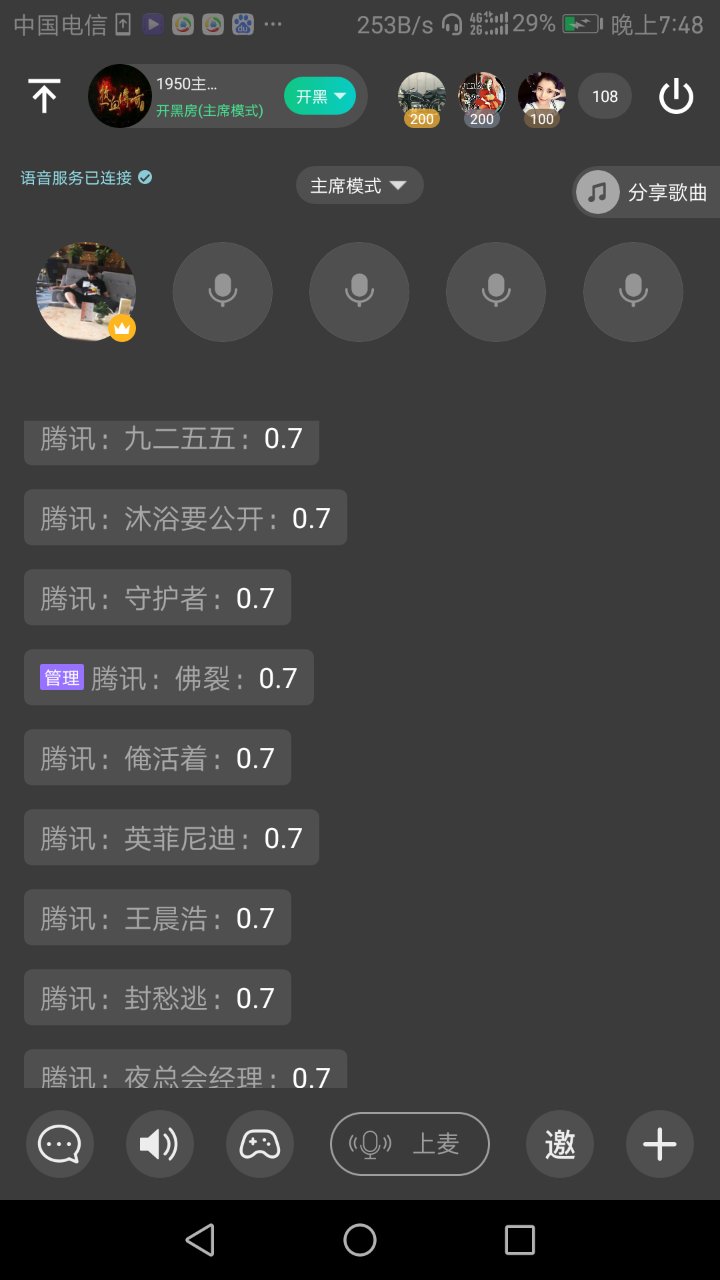 中国电信 253B/s 4G 2G 29% 晚上7:48
1950主... 开黑
开黑房(主席模式)
200 200 100 108
语音服务已连接 主席模式 分享歌曲
腾讯：九二五五：0.7
腾讯：沐浴要公开：0.7
腾讯：守护者：0.7
管理 腾讯：佛裂：0.7
腾讯：俺活着：0.7
腾讯：英菲尼迪：0.7
腾讯：王晨浩：0.7
腾讯：封愁逃：0.7
腾讯：夜总会经理：0.7
上麦 邀